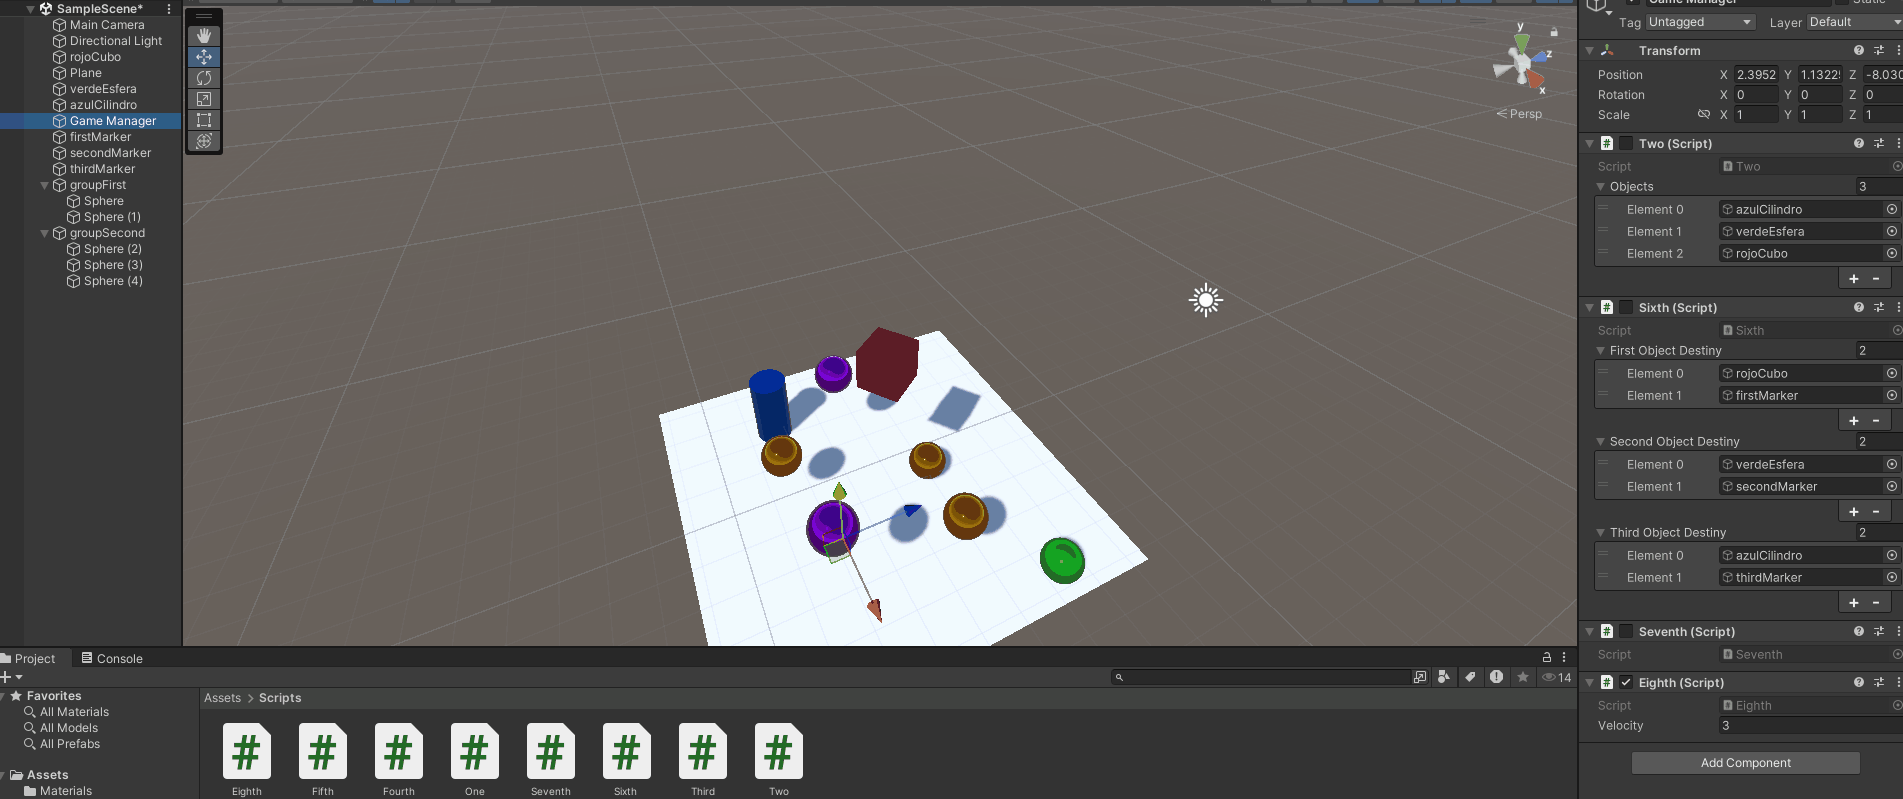 SampleScene*
Main Camera
Directional Light
rojoCubo
Plane
verdeEsfera
azulCilindro
Game Manager
firstMarker
secondMarker
thirdMarker
groupFirst
Sphere
Sphere (1)
groupSecond
Sphere (2)
Sphere (3)
Sphere (4)
y
z
x
Persp
Game Manager
Static
Tag Untagged Layer Default
Transform
Position X 2.3952 Y 1.1322 Z -8.030
Rotation X 0 Y 0 Z 0
Scale X 1 Y 1 Z 1
# Two (Script)
Script Two
Objects 3
Element 0 azulCilindro
Element 1 verdeEsfera
Element 2 rojoCubo
+ -
# Sixth (Script)
Script Sixth
First Object Destiny 2
Element 0 rojoCubo
Element 1 firstMarker
+ -
Second Object Destiny 2
Element 0 verdeEsfera
Element 1 secondMarker
+ -
Third Object Destiny 2
Element 0 azulCilindro
Element 1 thirdMarker
+ -
# Seventh (Script)
Script Seventh
# Eighth (Script)
Script Eighth
Velocity 3
Add Component
Project Console
14
Favorites
All Materials
All Models
All Prefabs
Assets
Materials
Assets > Scripts
# # # # # # # #
Eighth Fifth Fourth One Seventh Sixth Third Two